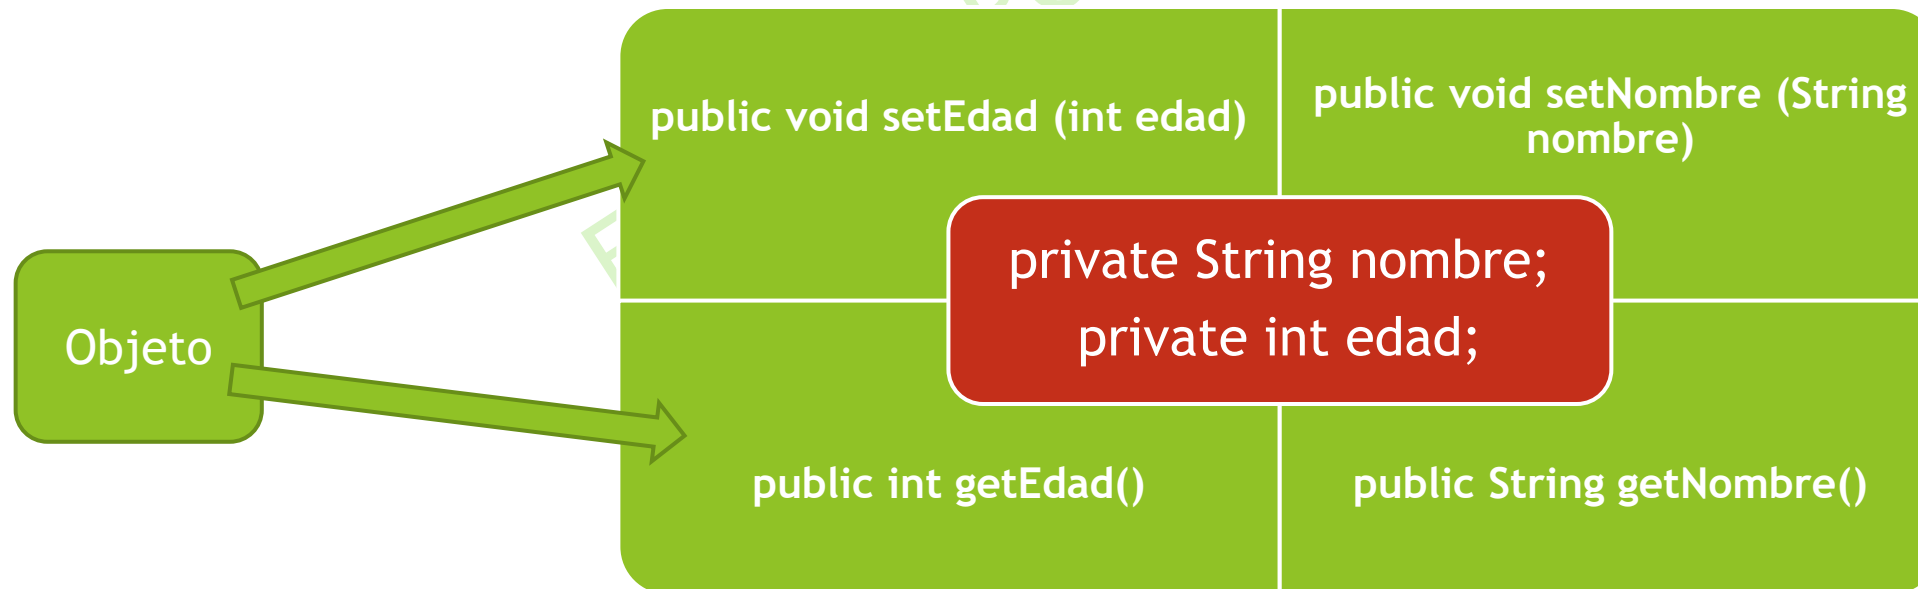 public void setEdad (int edad)
public void setNombre (String
nombre)
private String nombre;
private int edad;
Objeto
public int getEdad()
public String getNombre()